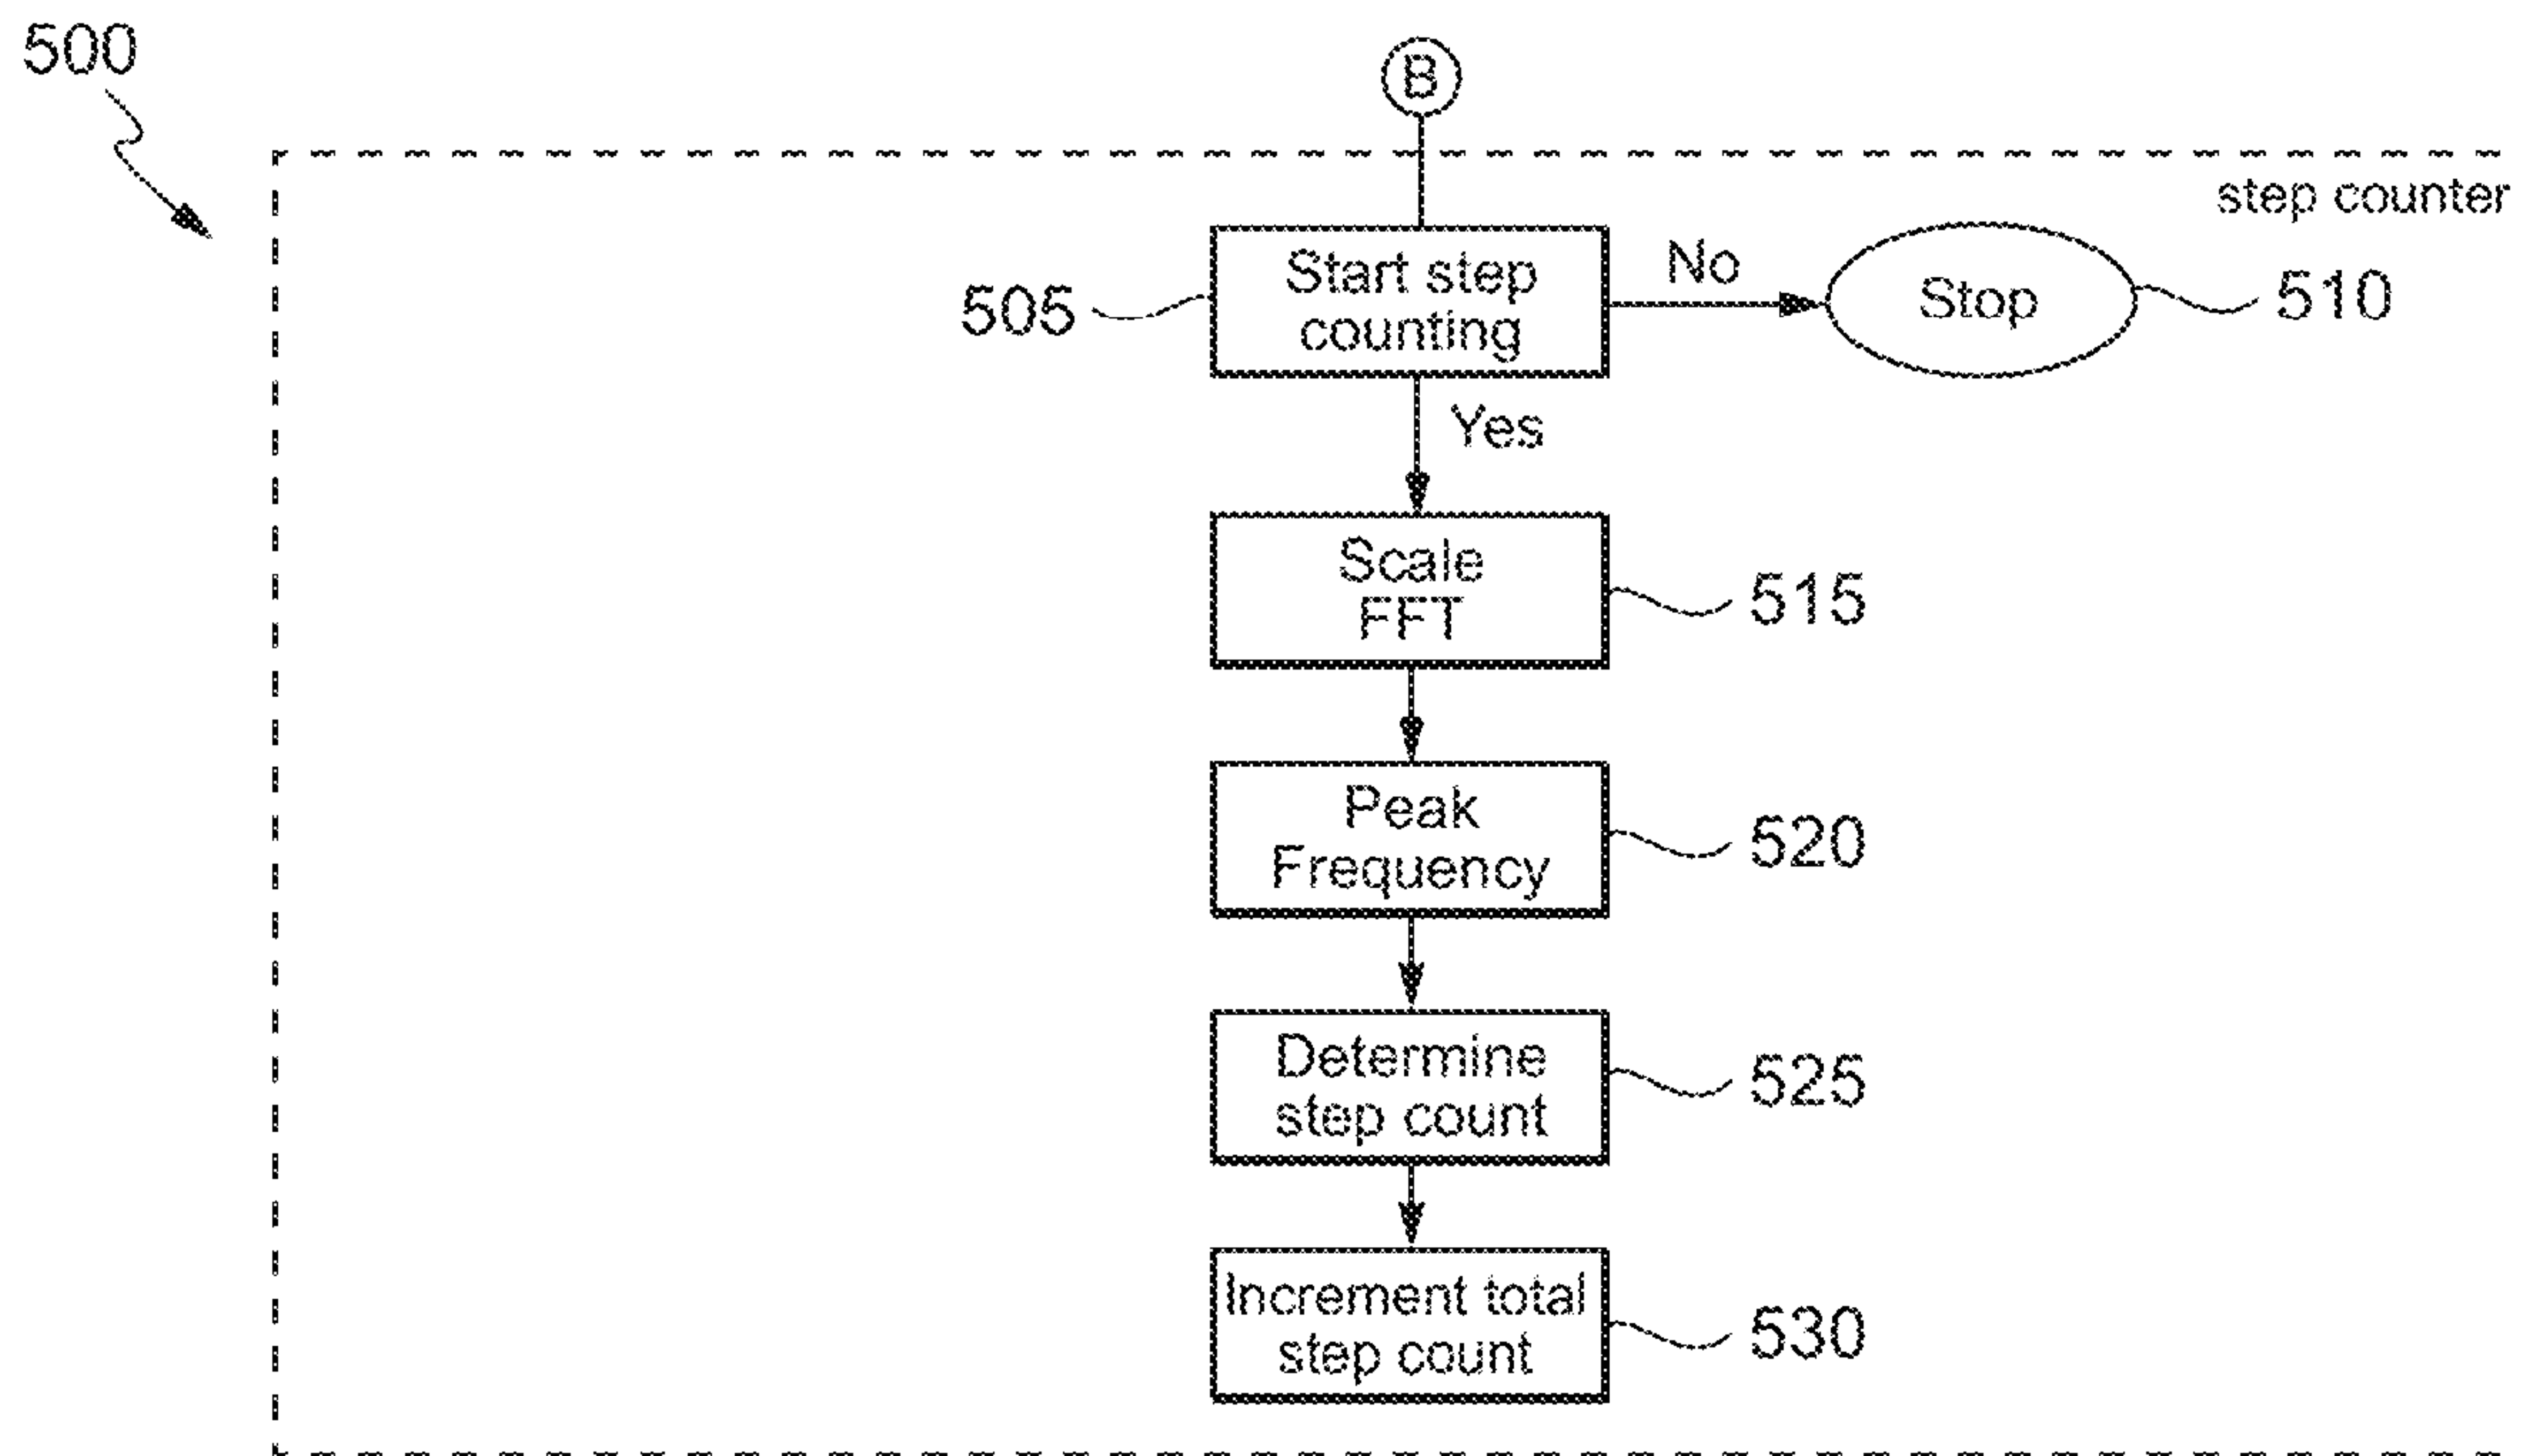 500
B
step counter
Start step
counting
505
No
Stop
510
Yes
Scale
FFT
515
Peak
Frequency
520
Determine
step count
525
Increment total
step count
530